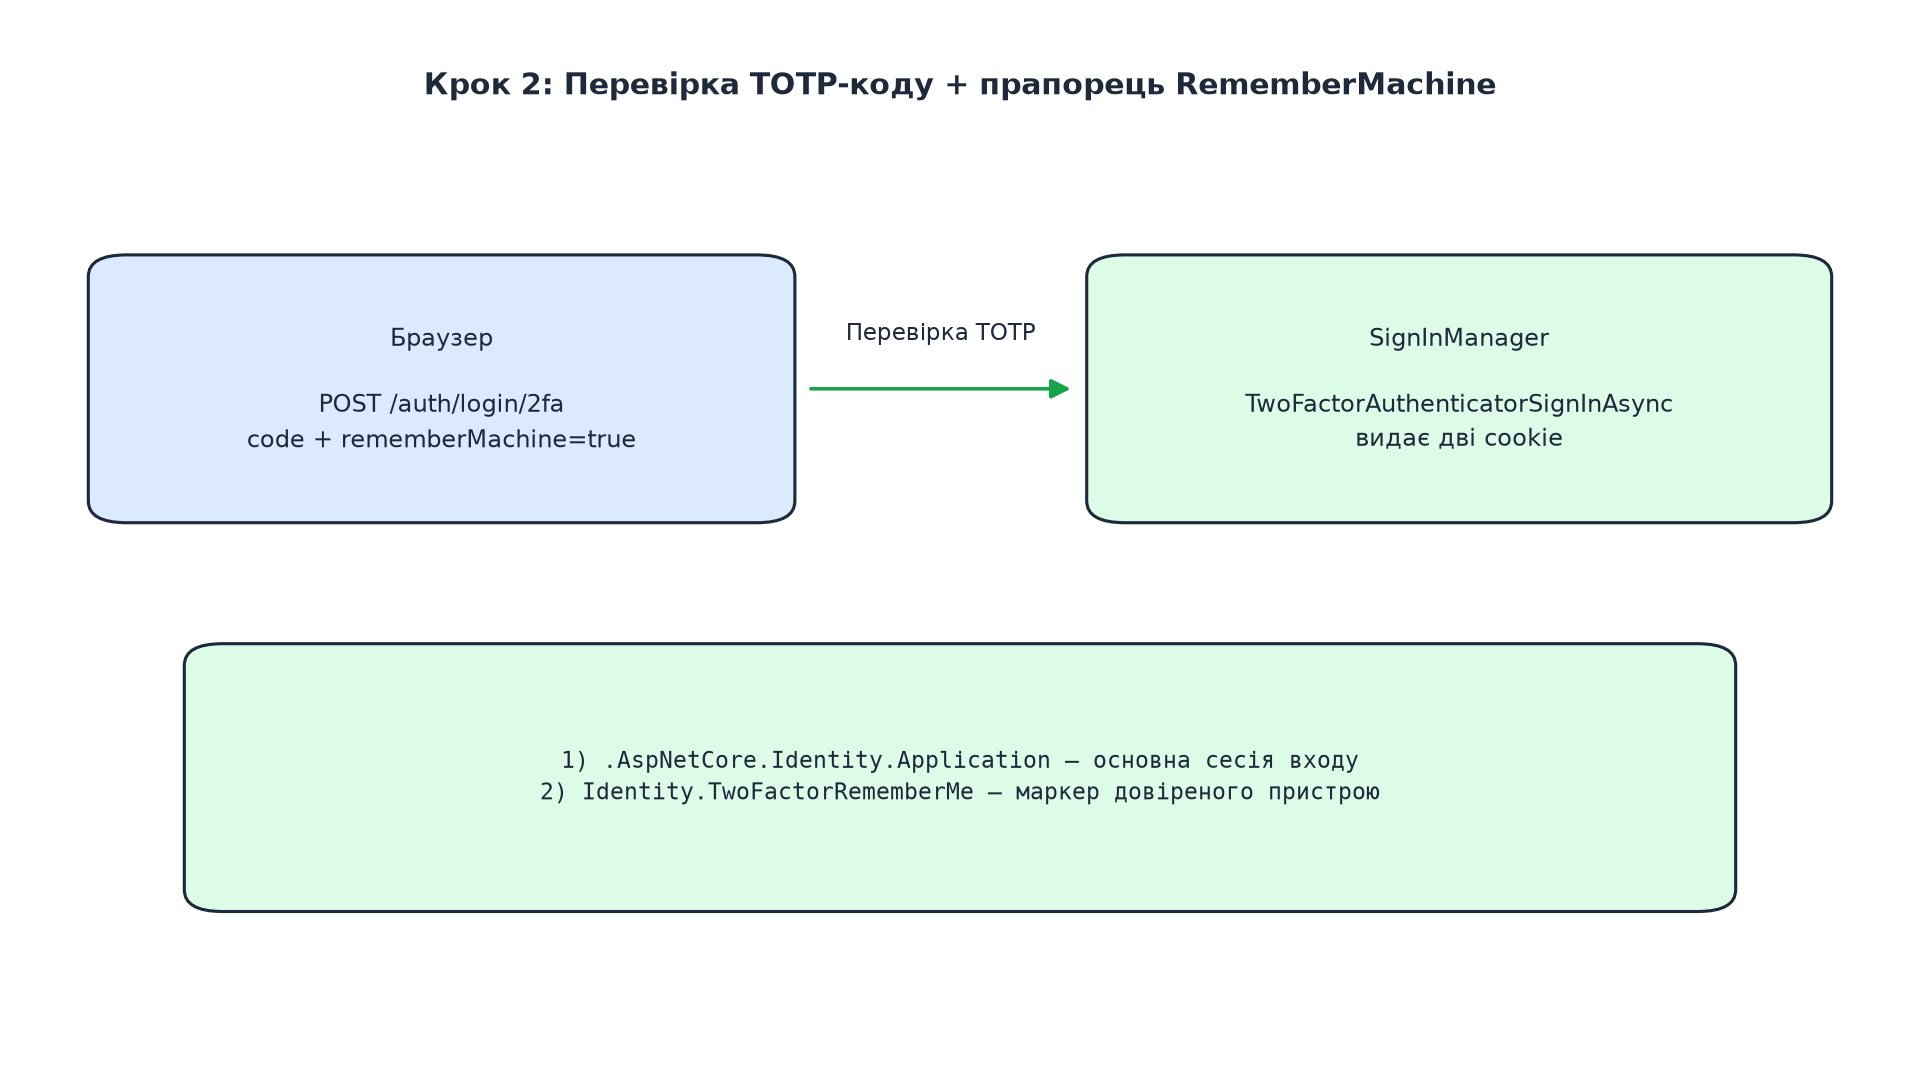 Крок 2: Перевірка TOTP-коду + прапорець RememberMachine
Браузер
POST /auth/login/2fa
code + rememberMachine=true
Перевірка TOTP
SignInManager
TwoFactorAuthenticatorSignInAsync
видає дві cookie
1) .AspNetCore.Identity.Application — основна сесія входу
2) Identity.TwoFactorRememberMe — маркер довіреного пристрою